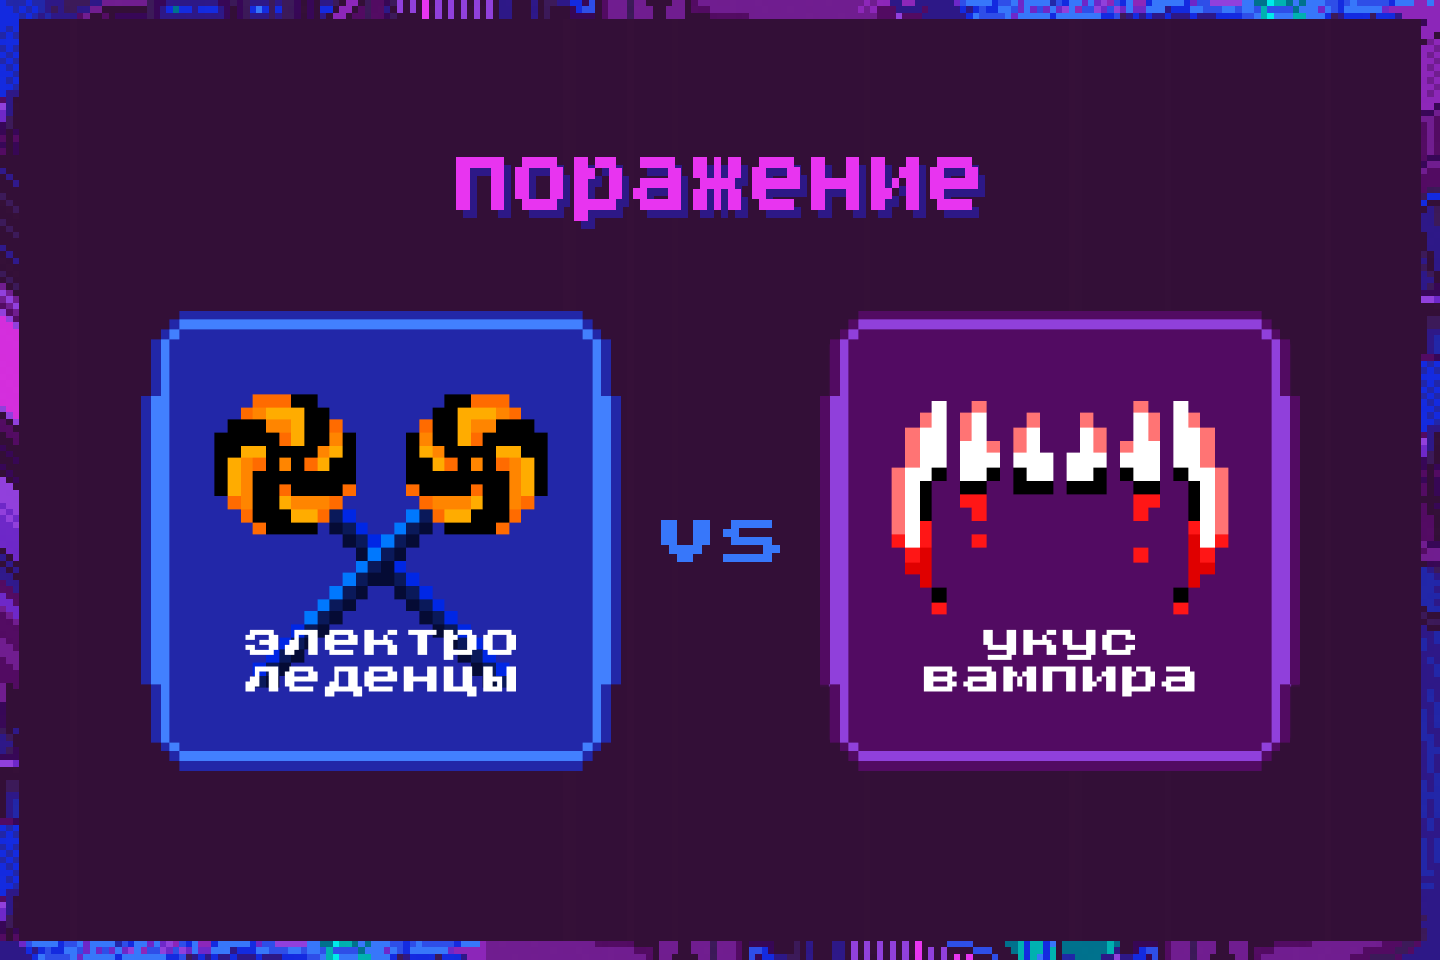 поражение
электро
леденцы
vs
укус
вампира